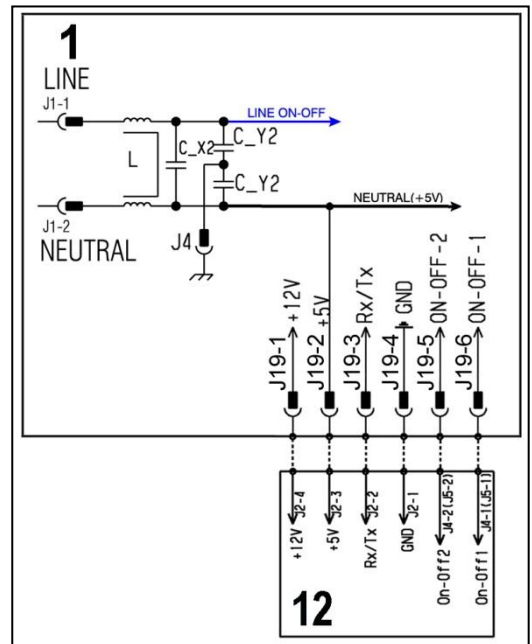 1
LINE
J1-1
LINE ON-OFF
C_Y2
C_X2
L
C_Y2
NEUTRAL(+5V)
J1-2
NEUTRAL
J4
+12V
+5V
Rx/Tx
GND
ON-OFF-2
ON-OFF-1
J19-1
J19-2
J19-3
J19-4
J19-5
J19-6
J2-4
J2-3
J2-2
J2-1
J4-2(J5-2)
J4-1(J5-1)
+12V
+5V
Rx/Tx
GND
On-Off2
On-Off1
12